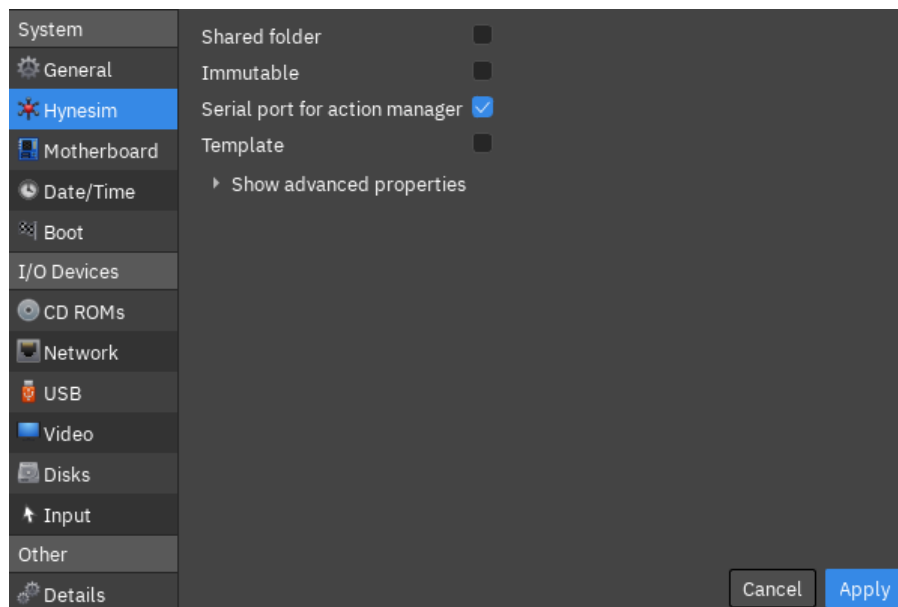 System
General
Hynesim
Motherboard
Date/Time
Boot
I/O Devices
CD ROMs
Network
USB
Video
Disks
Input
Other
Details
Shared folder
Immutable
Serial port for action manager
Template
Show advanced properties
Cancel Apply